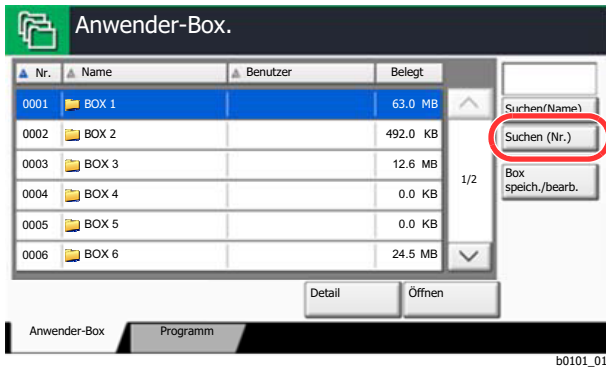 Anwender-Box.
Nr. Name Benutzer Belegt
0001 BOX 1 63.0 MB
Suchen(Name)
0002 BOX 2 492.0 KB
Suchen (Nr.)
0003 BOX 3 12.6 MB
1/2
Box
speich./bearb.
0004 BOX 4 0.0 KB
0005 BOX 5 0.0 KB
0006 BOX 6 24.5 MB
Detail Öffnen
Anwender-Box Programm
b0101_01